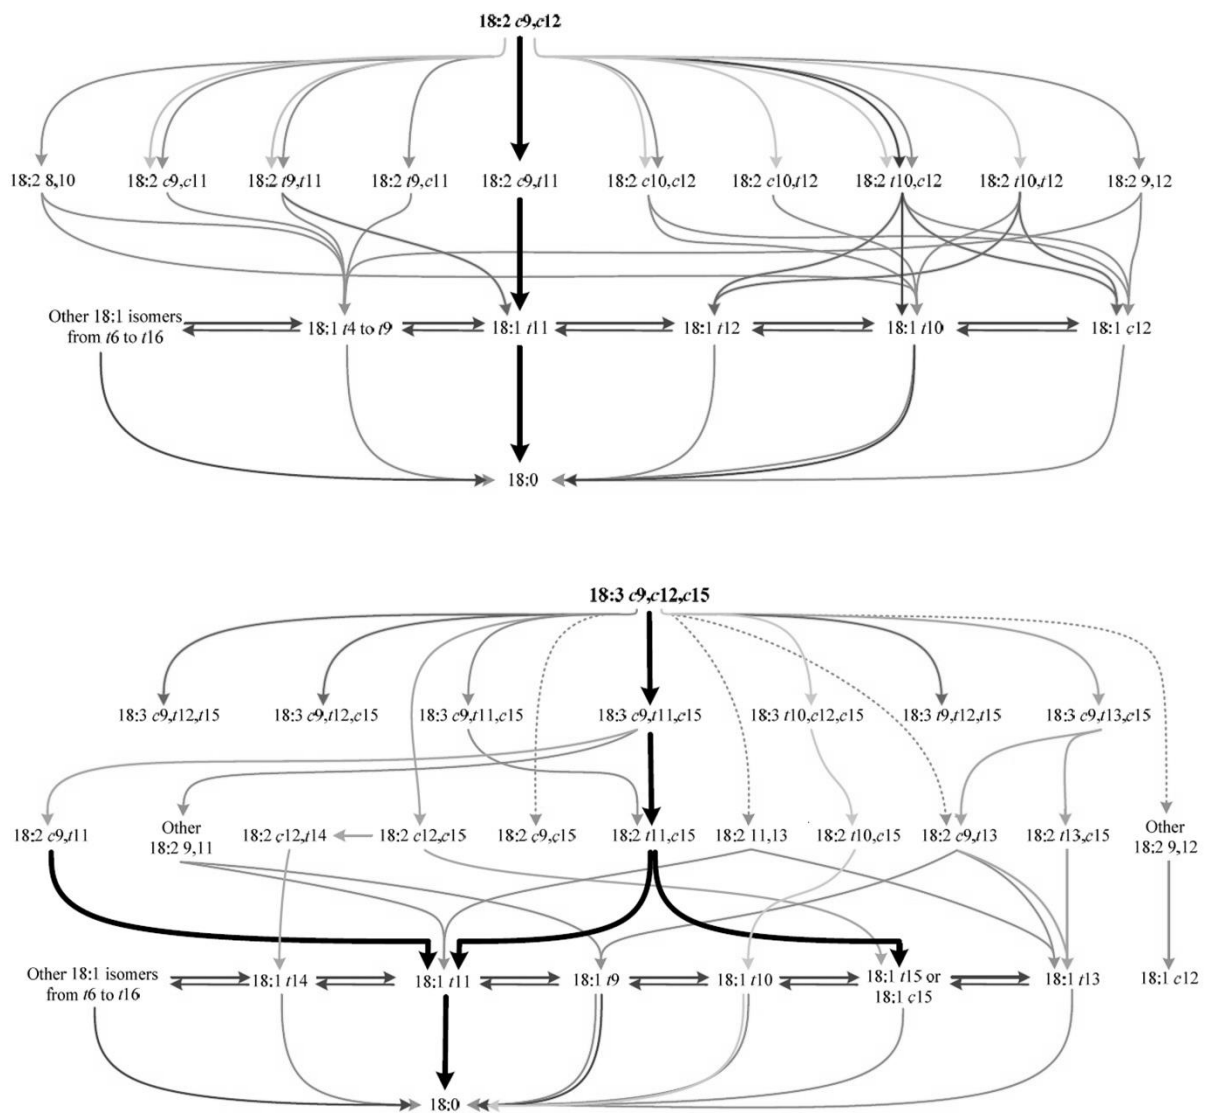 18:2 c9,c12
18:2 8,10
18:2 c9,c11
18:2 t9,t11
18:2 t9,c11
18:2 c9,t11
18:2 c10,c12
18:2 c10,t12
18:2 t10,c12
18:2 t10,t12
18:2 9,12
Other 18:1 isomers
from t6 to t16
18:1 t4 to t9
18:1 t11
18:1 t12
18:1 t10
18:1 c12
18:0
18:3 c9,c12,c15
18:3 c9,t12,t15
18:3 c9,t12,c15
18:3 c9,t11,c15
18:3 c9,t11,c15
18:3 t10,c12,c15
18:3 t9,t12,t15
18:3 c9,t13,c15
18:2 c9,t11
Other
18:2 9,11
18:2 c12,t14
18:2 c12,c15
18:2 c9,c15
18:2 t11,c15
18:2 11,13
18:2 t10,c15
18:2 c9,t13
18:2 t13,c15
Other
18:2 9,12
Other 18:1 isomers
from t6 to t16
18:1 t14
18:1 t11
18:1 t9
18:1 t10
18:1 t15 or
18:1 c15
18:1 t13
18:1 c12
18:0